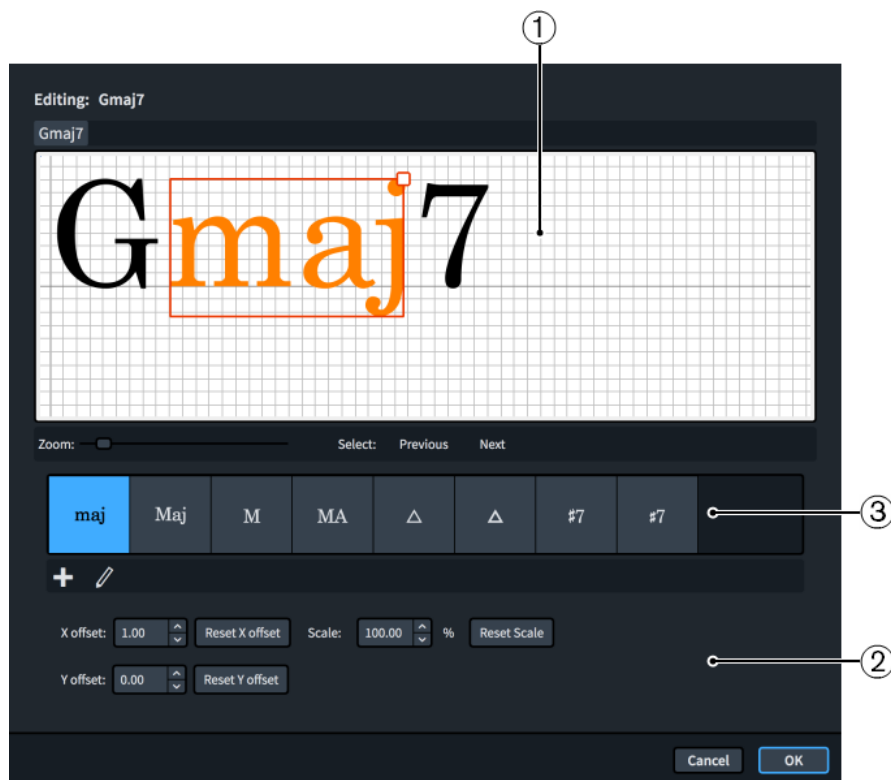 ①
Editing: Gmaj7
Gmaj7
Gmaj7
Zoom: Select: Previous Next
maj Maj M MA △ △ ♯7 ♯7
③
X offset: 1.00 Reset X offset Scale: 100.00 % Reset Scale
②
Y offset: 0.00 Reset Y offset
Cancel OK